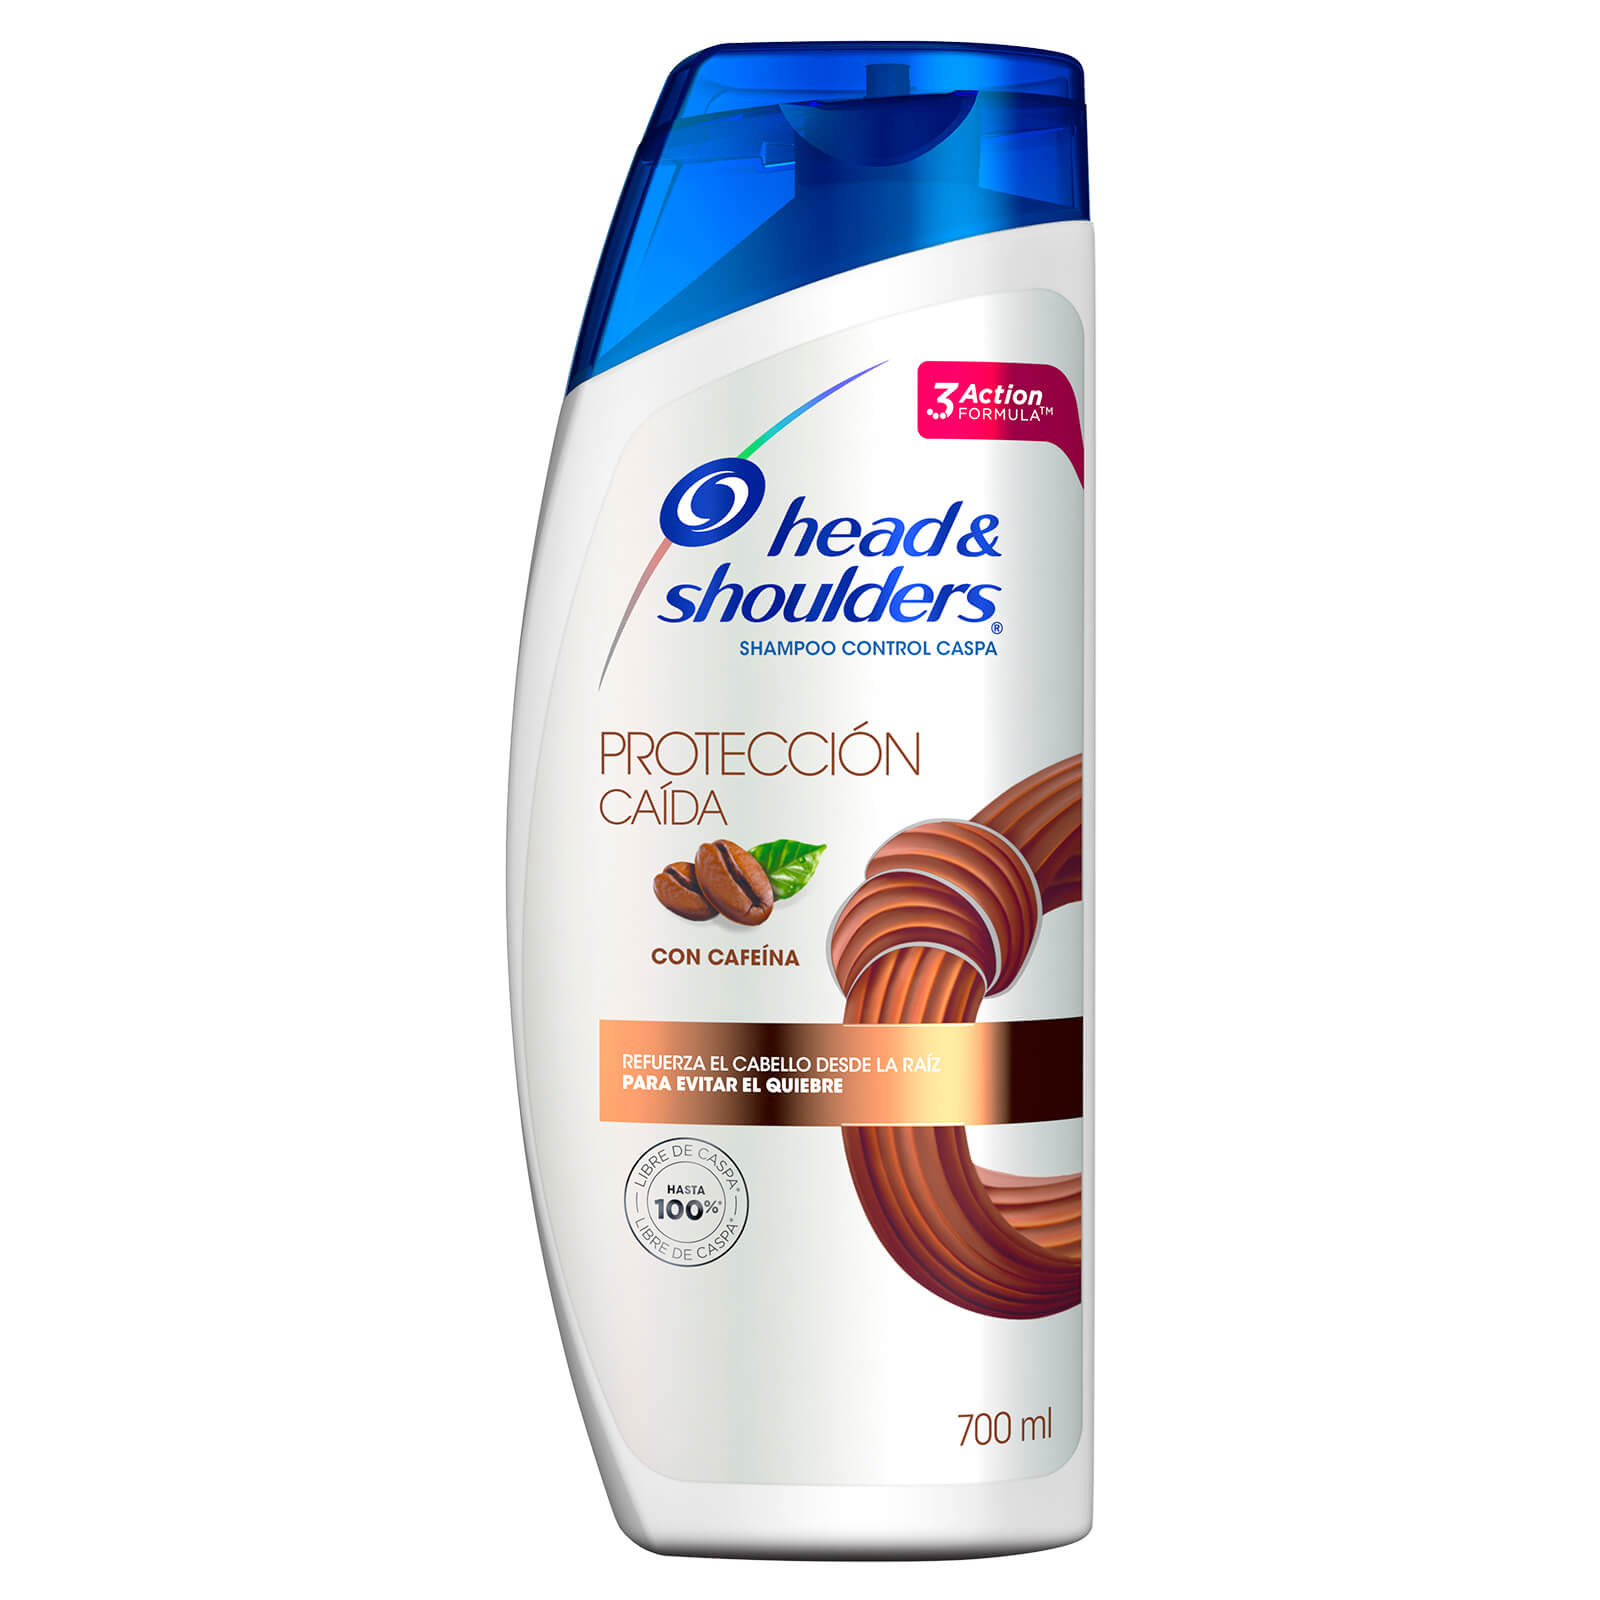 3 Action
FORMULA™
head &
shoulders®
SHAMPOO CONTROL CASPA
PROTECCIÓN
CAÍDA
CON CAFEÍNA
REFUERZA EL CABELLO DESDE LA RAÍZ
PARA EVITAR EL QUIEBRE
LIBRE DE CASPA*
HASTA
100%*
LIBRE DE CASPA*
700 ml